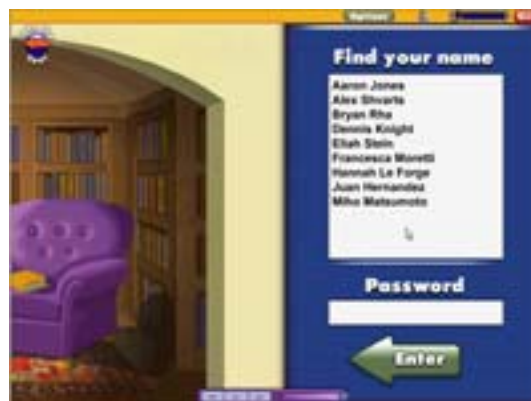 Find your name
Aaron Jones
Alex Shvarts
Bryan Rha
Dennis Knight
Eliah Stein
Francesca Moretti
Hannah Le Forge
Juan Hernandez
Miho Matsumoto
Password
Enter